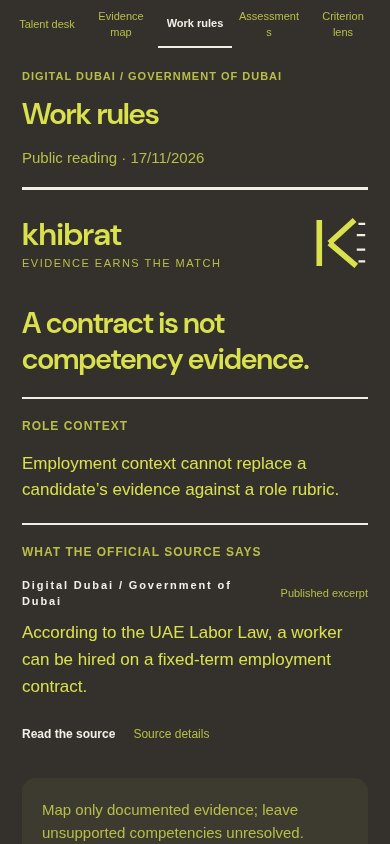 Talent desk
Evidence map
Work rules
Assessments
Criterion lens
DIGITAL DUBAI / GOVERNMENT OF DUBAI
Work rules
Public reading · 17/11/2026
khibrat
EVIDENCE EARNS THE MATCH
A contract is not
competency evidence.
ROLE CONTEXT
Employment context cannot replace a
candidate's evidence against a role rubric.
WHAT THE OFFICIAL SOURCE SAYS
Digital Dubai / Government of
Dubai
Published excerpt
According to the UAE Labor Law, a worker
can be hired on a fixed-term employment
contract.
Read the source
Source details
Map only documented evidence; leave
unsupported competencies unresolved.